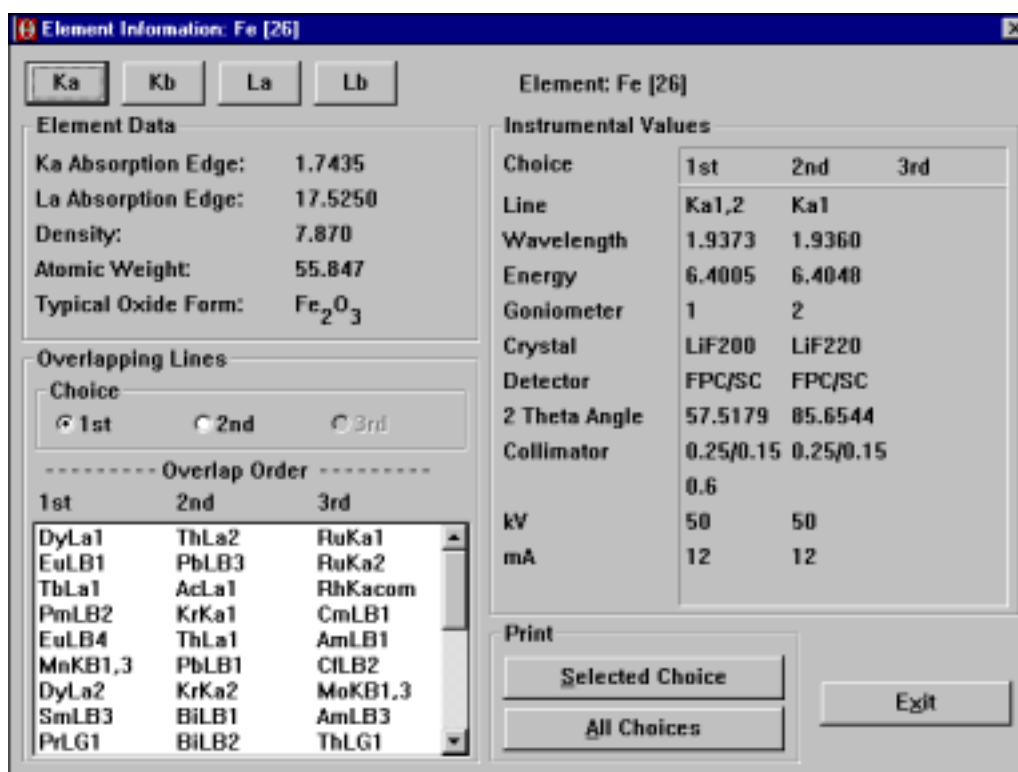 Element Information: Fe [26]
Ka Kb La Lb
Element: Fe [26]
Element Data
Ka Absorption Edge: 1.7435
La Absorption Edge: 17.5250
Density: 7.870
Atomic Weight: 55.847
Typical Oxide Form: Fe2O3
Overlapping Lines
Choice
1st 2nd 3rd
--------- Overlap Order ---------
1st 2nd 3rd
DyLa1 ThLa2 RuKa1
EuLB1 PbLB3 RuKa2
TbLa1 AcLa1 RhKacom
PmLB2 KrKa1 CmLB1
EuLB4 ThLa1 AmLB1
MnKB1,3 PbLB1 CfLB2
DyLa2 KrKa2 MoKB1,3
SmLB3 BiLB1 AmLB3
PrLG1 BiLB2 ThLG1
Instrumental Values
Choice 1st 2nd 3rd
Line Ka1,2 Ka1
Wavelength 1.9373 1.9360
Energy 6.4005 6.4048
Goniometer 1 2
Crystal LiF200 LiF220
Detector FPC/SC FPC/SC
2 Theta Angle 57.5179 85.6544
Collimator 0.25/0.15 0.25/0.15
0.6
kV 50 50
mA 12 12
Print
Selected Choice
All Choices
Exit